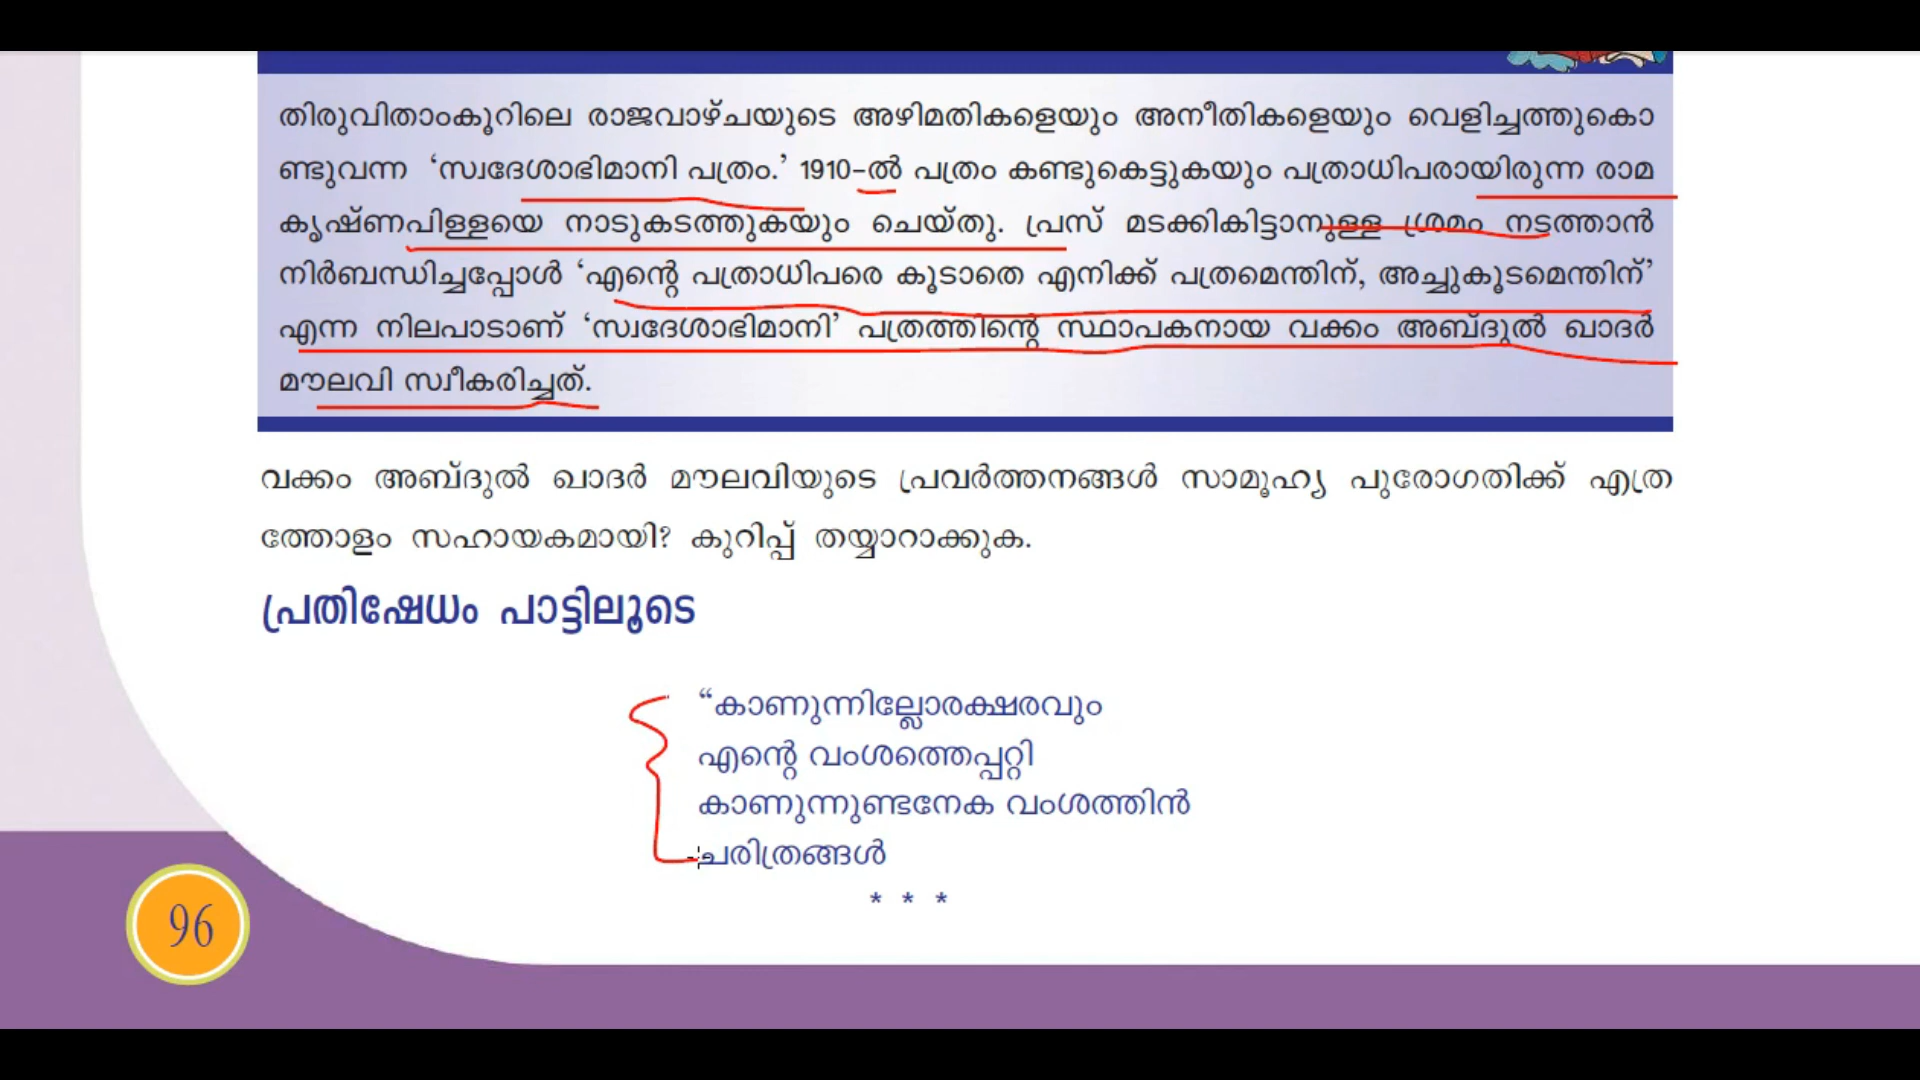 തിരുവിതാംകൂറിലെ രാജവാഴ്ചയുടെ അഴിമതികളെയും അനീതികളെയും വെളിച്ചത്തുകൊ
ണ്ടുവന്ന ‘സ്വദേശാഭിമാനി പത്രം.’ 1910-ൽ പത്രം കണ്ടുകെട്ടുകയും പത്രാധിപരായിരുന്ന രാമ
കൃഷ്ണപിള്ളയെ നാടുകടത്തുകയും ചെയ്തു. പ്രസ് മടക്കികിട്ടാനുള്ള ശ്രമം നടത്താൻ
നിർബന്ധിച്ചപ്പോൾ ‘എന്റെ പത്രാധിപരെ കൂടാതെ എനിക്ക് പത്രമെന്തിന്, അച്ചുകൂടമെന്തിന്’
എന്ന നിലപാടാണ് ‘സ്വദേശാഭിമാനി’ പത്രത്തിന്റെ സ്ഥാപകനായ വക്കം അബ്ദുൽ ഖാദർ
മൗലവി സ്വീകരിച്ചത്.
വക്കം അബ്ദുൽ ഖാദർ മൗലവിയുടെ പ്രവർത്തനങ്ങൾ സാമൂഹ്യ പുരോഗതിക്ക് എത്ര
ത്തോളം സഹായകമായി? കുറിപ്പ് തയ്യാറാക്കുക.
പ്രതിഷേധം പാട്ടിലൂടെ
“കാണുന്നില്ലോരക്ഷരവും
എന്റെ വംശത്തെപ്പറ്റി
കാണുന്നുണ്ടനേക വംശത്തിൻ
ചരിത്രങ്ങൾ
* * *
96